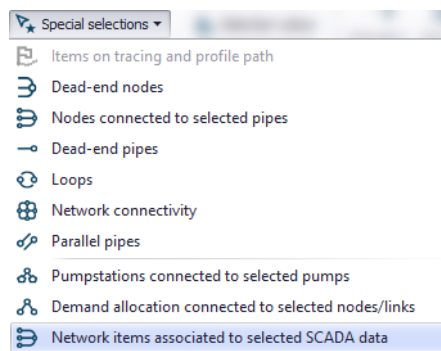 Special selections
Items on tracing and profile path
Dead-end nodes
Nodes connected to selected pipes
Dead-end pipes
Loops
Network connectivity
Parallel pipes
Pumpstations connected to selected pumps
Demand allocation connected to selected nodes/links
Network items associated to selected SCADA data